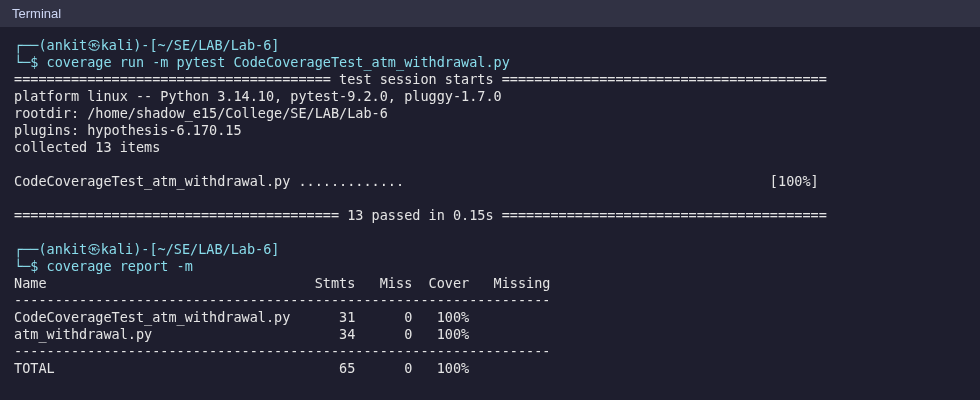 Terminal
┌──(ankit㉿kali)-[~/SE/LAB/Lab-6]
└─$ coverage run -m pytest CodeCoverageTest_atm_withdrawal.py
======================================= test session starts ========================================
platform linux -- Python 3.14.10, pytest-9.2.0, pluggy-1.7.0
rootdir: /home/shadow_e15/College/SE/LAB/Lab-6
plugins: hypothesis-6.170.15
collected 13 items
CodeCoverageTest_atm_withdrawal.py ............. [100%]
======================================== 13 passed in 0.15s ========================================
┌──(ankit㉿kali)-[~/SE/LAB/Lab-6]
└─$ coverage report -m
Name                                 Stmts   Miss  Cover   Missing
------------------------------------------------------------------
CodeCoverageTest_atm_withdrawal.py      31      0   100%
atm_withdrawal.py                       34      0   100%
------------------------------------------------------------------
TOTAL                                   65      0   100%